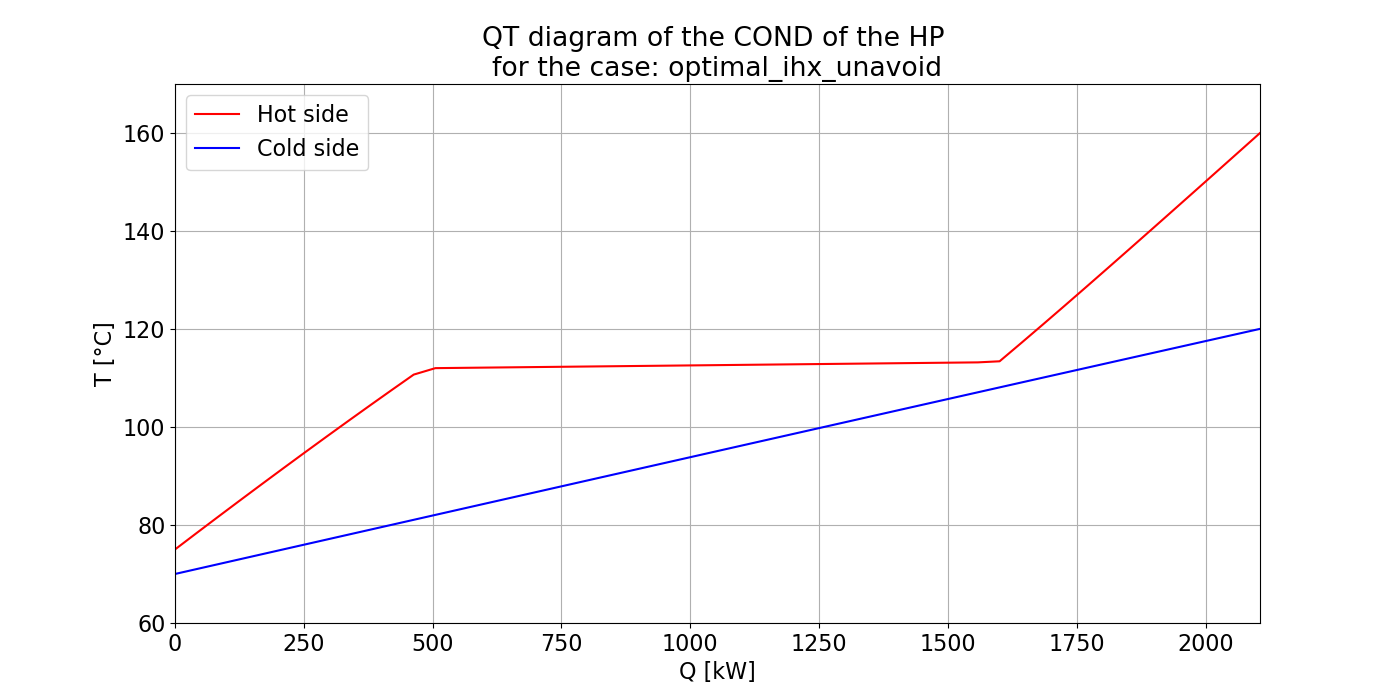 QT diagram of the COND of the HP
for the case: optimal_ihx_unavoid
Hot side
Cold side
T [°C]
160
140
120
100
80
60
0 250 500 750 1000 1250 1500 1750 2000
Q [kW]